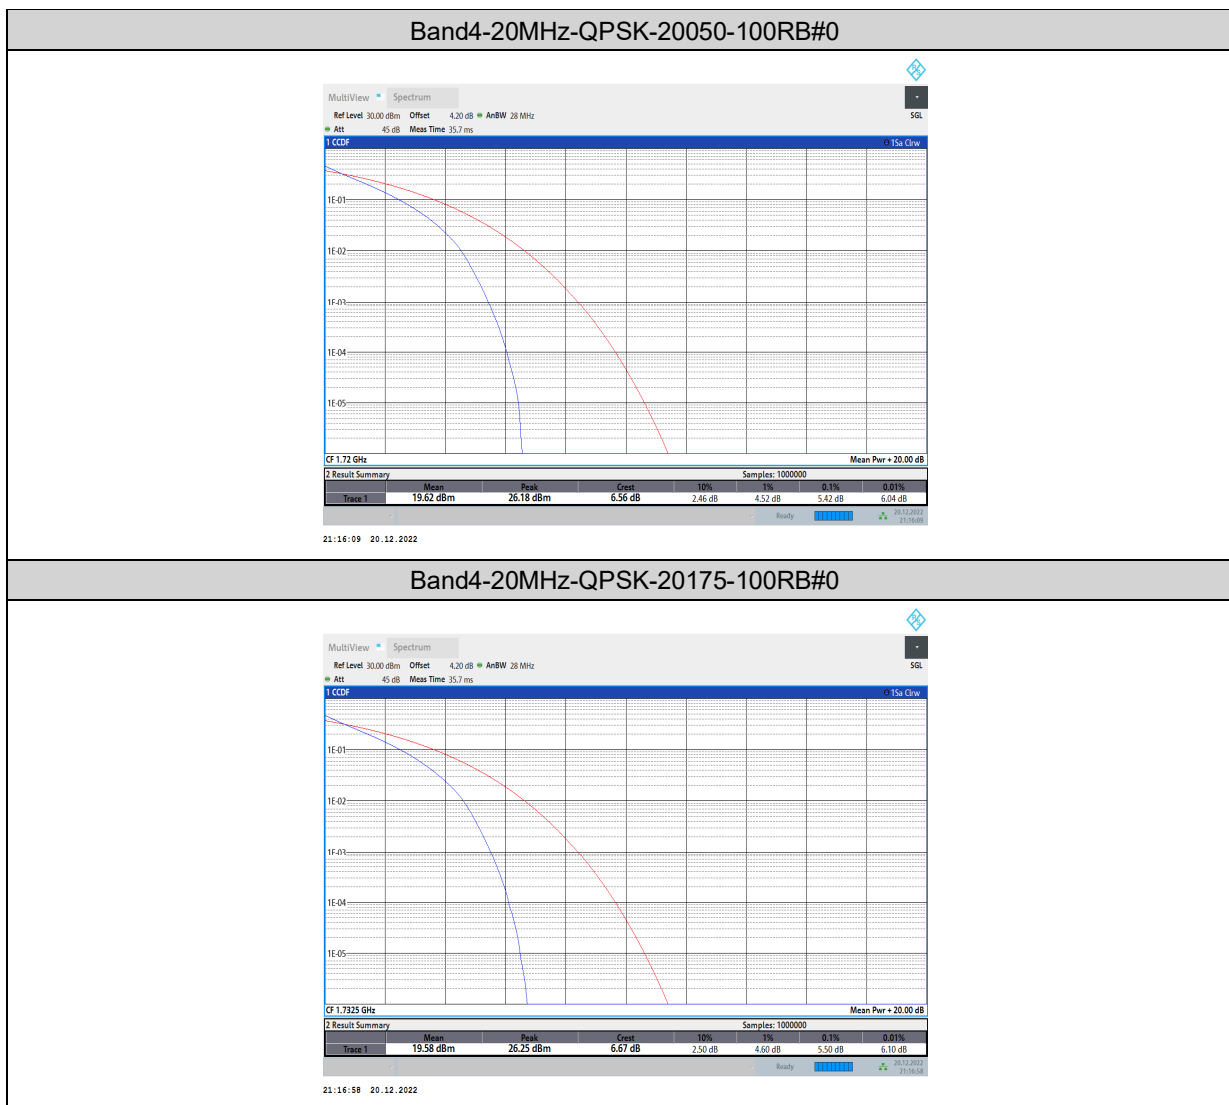 Band4-20MHz-QPSK-20050-100RB#0
MultiView Spectrum
Ref Level 30.00 dBm Offset 4.20 dB AnBW 28 MHz SGL
Att 45 dB Meas Time 35.7 ms
1 CCDF 1Sa Clrw
1E-01
1E-02
1E-03
1E-04
1E-05
CF 1.72 GHz Mean Pwr + 20.00 dB
2 Result Summary Samples: 1000000
Mean Peak Crest 10% 1% 0.1% 0.01%
Trace 1 19.62 dBm 26.18 dBm 6.56 dB 2.46 dB 4.52 dB 5.42 dB 6.04 dB
Ready 20.12.2022
21:16:09
21:16:09 20.12.2022
Band4-20MHz-QPSK-20175-100RB#0
MultiView Spectrum
Ref Level 30.00 dBm Offset 4.20 dB AnBW 28 MHz SGL
Att 45 dB Meas Time 35.7 ms
1 CCDF 1Sa Clrw
1E-01
1E-02
1E-03
1E-04
1E-05
CF 1.7325 GHz Mean Pwr + 20.00 dB
2 Result Summary Samples: 1000000
Mean Peak Crest 10% 1% 0.1% 0.01%
Trace 1 19.58 dBm 26.25 dBm 6.67 dB 2.50 dB 4.60 dB 5.50 dB 6.10 dB
Ready 20.12.2022
21:16:58
21:16:58 20.12.2022